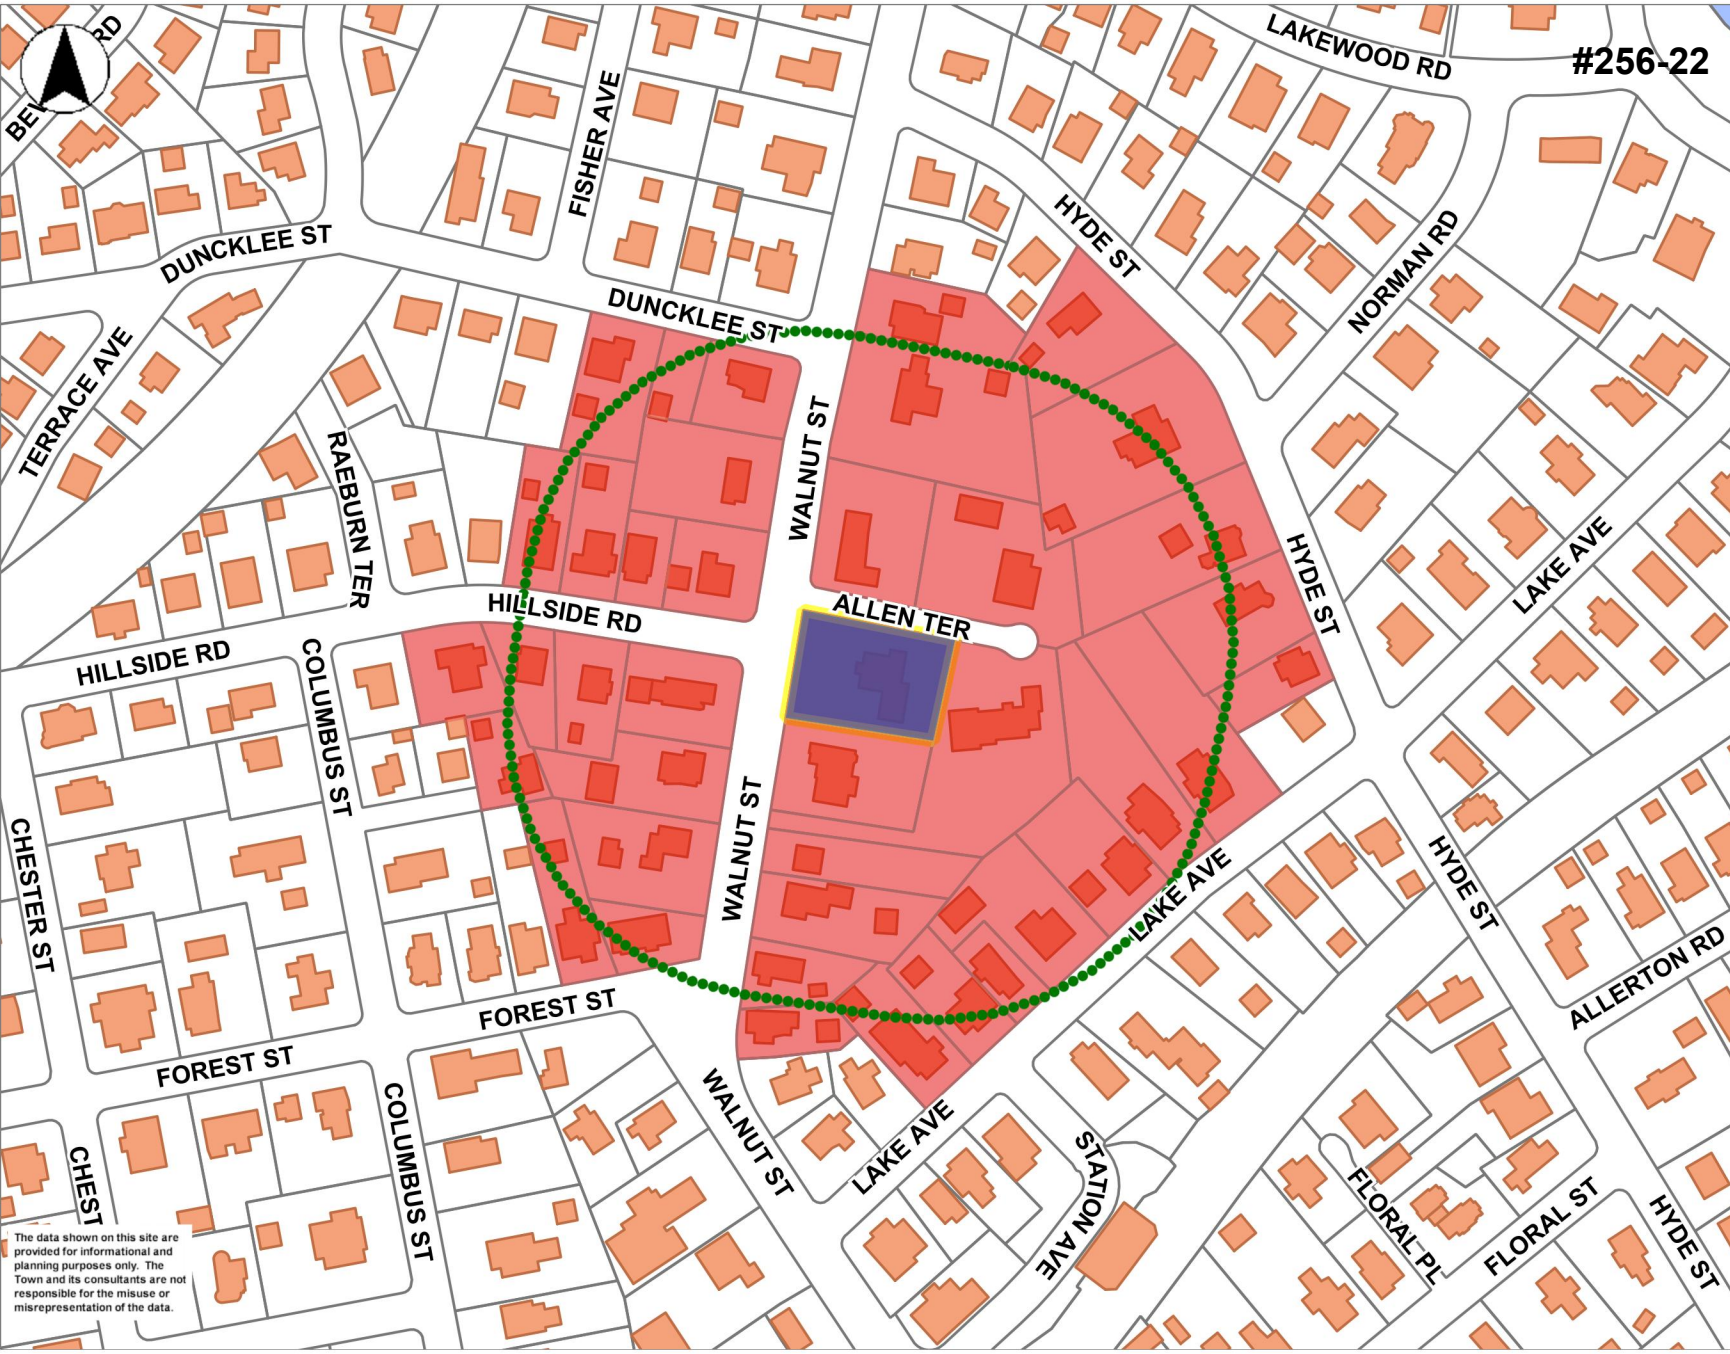 RD
BEV
LAKEWOOD RD
#256-22
FISHER AVE
HYDE ST
DUNCKLEE ST
NORMAN RD
DUNCKLEE ST
TERRACE AVE
WALNUT ST
RAEBURN TER
HYDE ST
LAKE AVE
HILLSIDE RD
ALLEN TER
HILLSIDE RD
COLUMBUS ST
WALNUT ST
CHESTER ST
HYDE ST
LAKE AVE
ALLERTON RD
FOREST ST
FOREST ST
COLUMBUS ST
WALNUT ST
LAKE AVE
STATION AVE
CHEST
FLORAL PL
FLORAL ST
HYDE ST
The data shown on this site are
provided for informational and
planning purposes only. The
Town and its consultants are not
responsible for the misuse or
misrepresentation of the data.